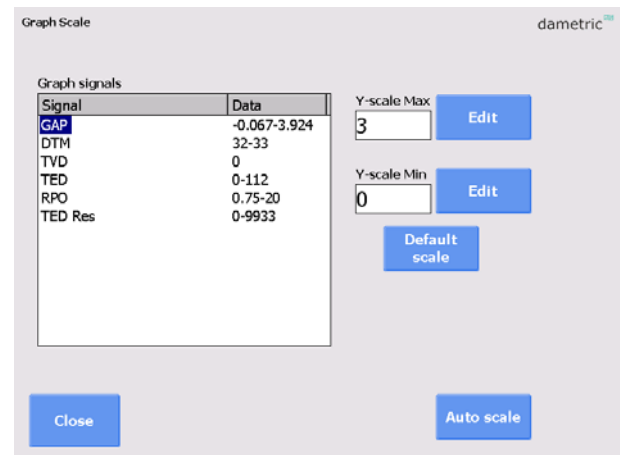 Graph Scale
dametric
Graph signals
Signal Data
GAP -0.067-3.924
DTM 32-33
TVD 0
TED 0-112
RPO 0.75-20
TED Res 0-9933
Y-scale Max
3
Edit
Y-scale Min
0
Edit
Default
scale
Close
Auto scale